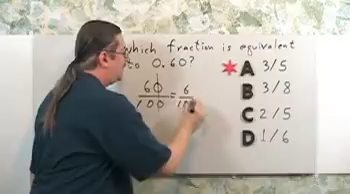 Which fraction is equivalent
to 0.60?
A 3/5
B 3/8
C 2/5
D 1/6
60/100 = 6/10